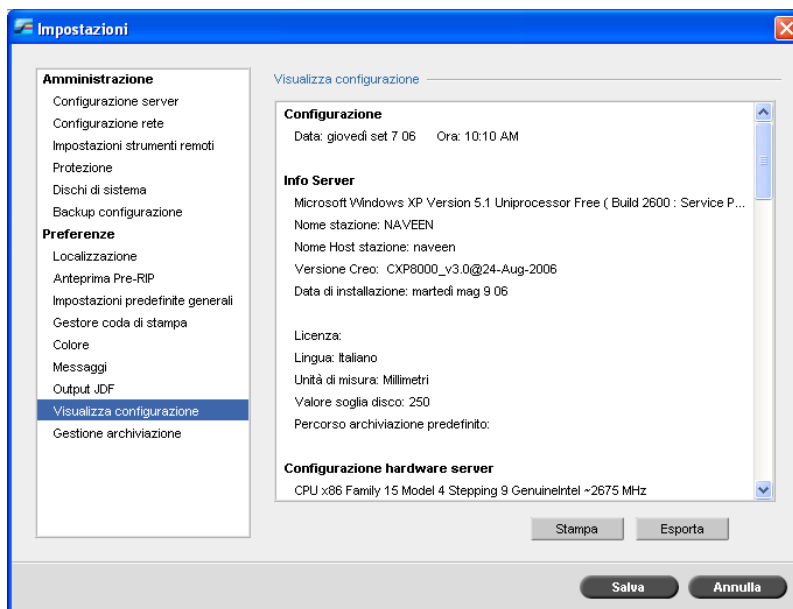 Impostazioni
Amministrazione
Configurazione server
Configurazione rete
Impostazioni strumenti remoti
Protezione
Dischi di sistema
Backup configurazione
Preferenze
Localizzazione
Anteprima Pre-RIP
Impostazioni predefinite generali
Gestore coda di stampa
Colore
Messaggi
Output JDF
Visualizza configurazione
Gestione archiviazione
Visualizza configurazione
Configurazione
Data: giovedì set 7 06 Ora: 10:10 AM
Info Server
Microsoft Windows XP Version 5.1 Uniprocessor Free ( Build 2600 : Service P...
Nome stazione: NAVEEN
Nome Host stazione: naveen
Versione Creo: CXP8000_v3.0@24-Aug-2006
Data di installazione: martedì mag 9 06
Licenza:
Lingua: Italiano
Unità di misura: Millimetri
Valore soglia disco: 250
Percorso archiviazione predefinito:
Configurazione hardware server
CPU x86 Family 15 Model 4 Stepping 9 GenuineIntel ~2675 MHz
Stampa
Esporta
Salva
Annulla